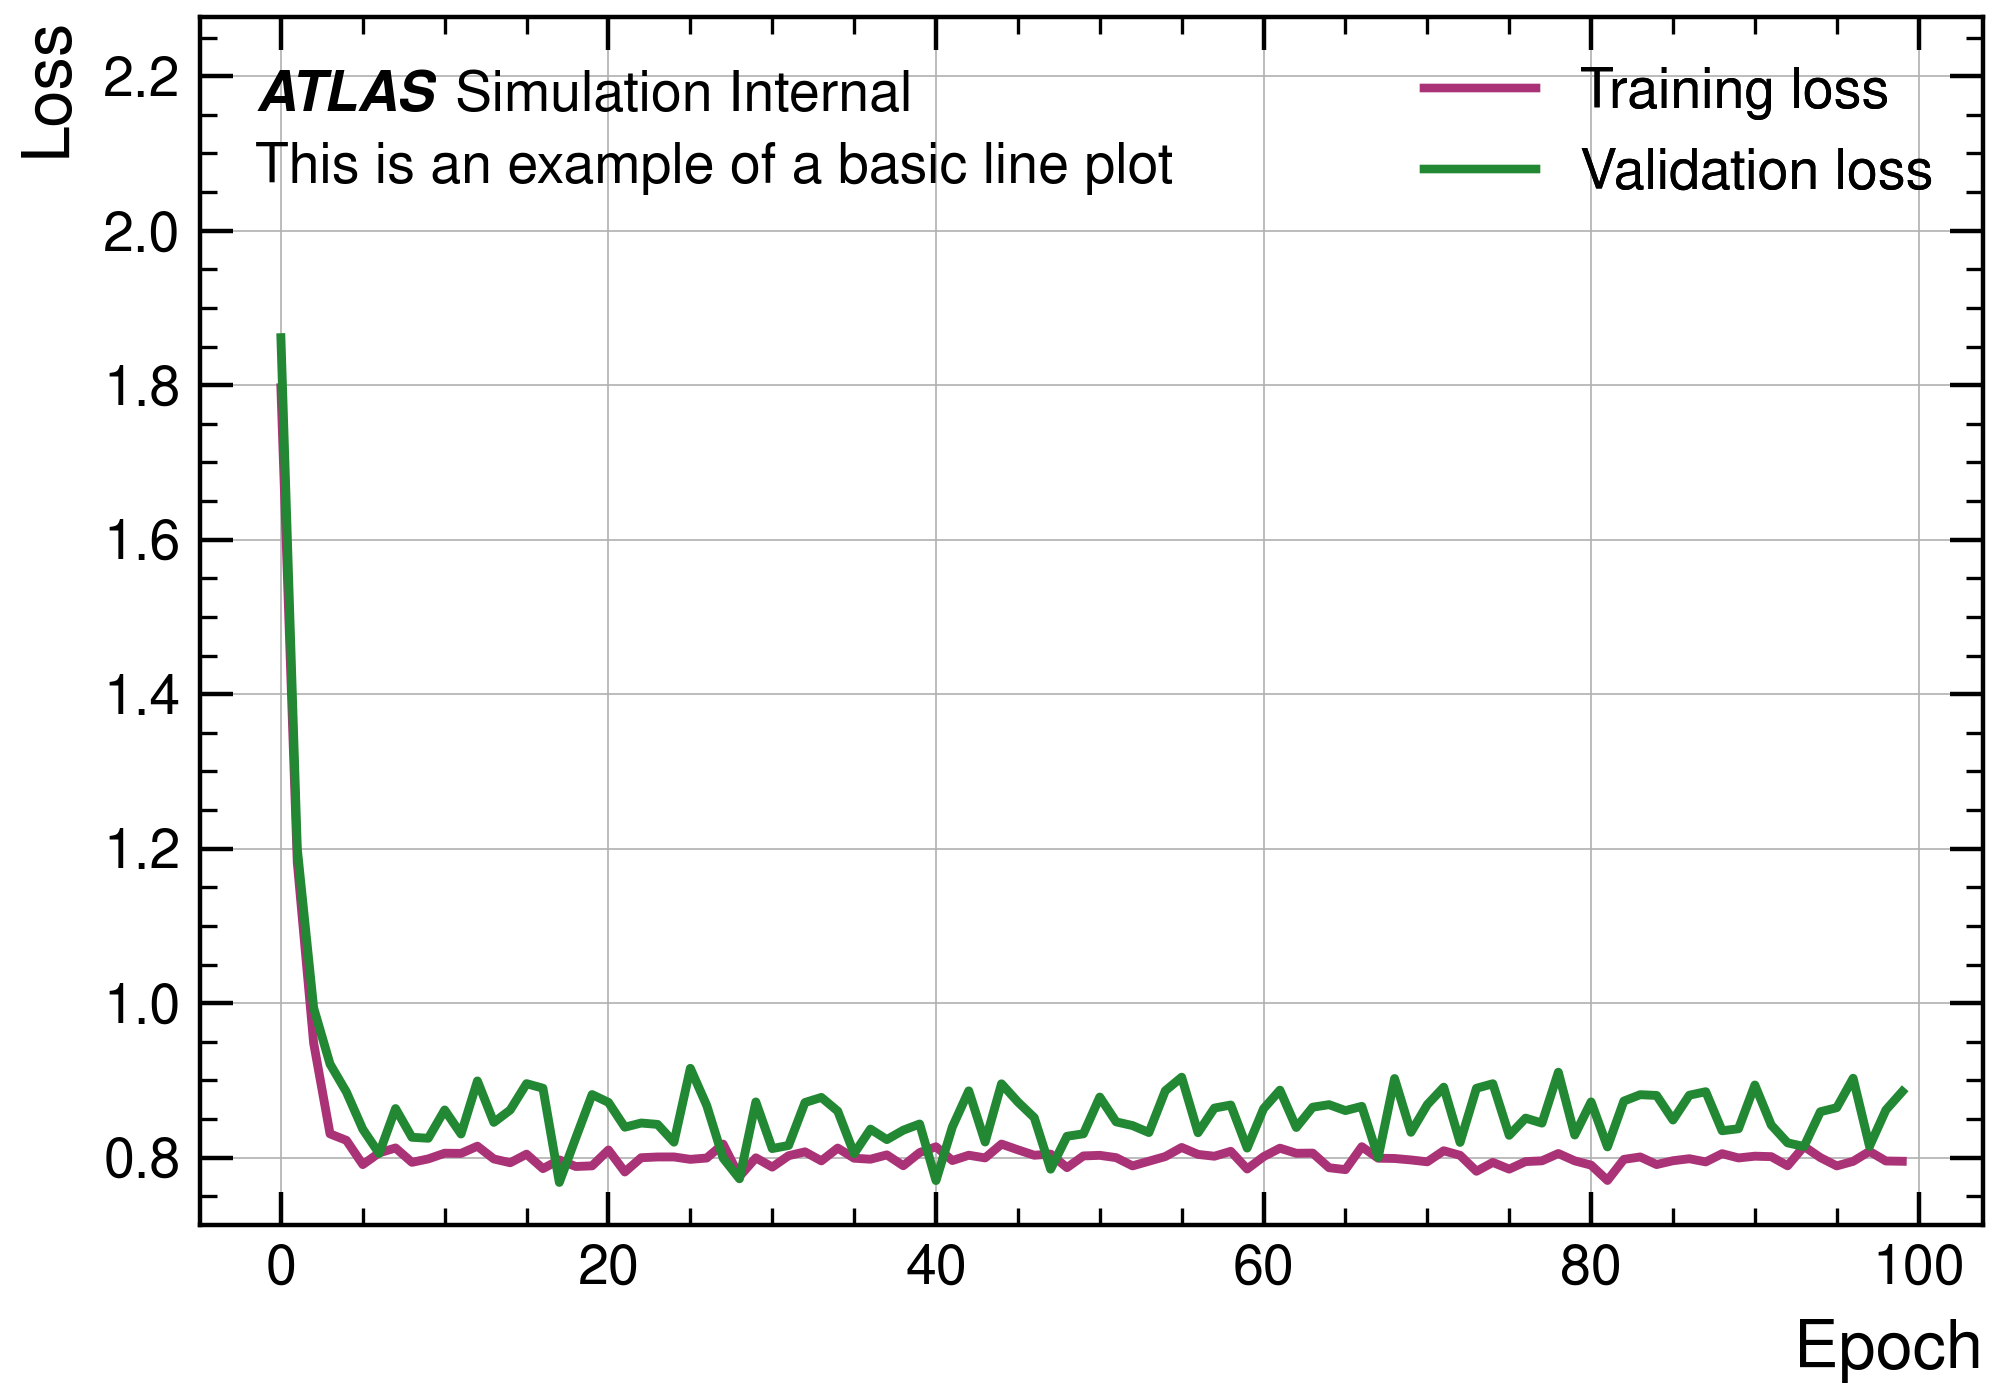 Loss
2.2
2.0
1.8
1.6
1.4
1.2
1.0
0.8
ATLAS Simulation Internal
This is an example of a basic line plot
Training loss
Validation loss
0 20 40 60 80 100
Epoch